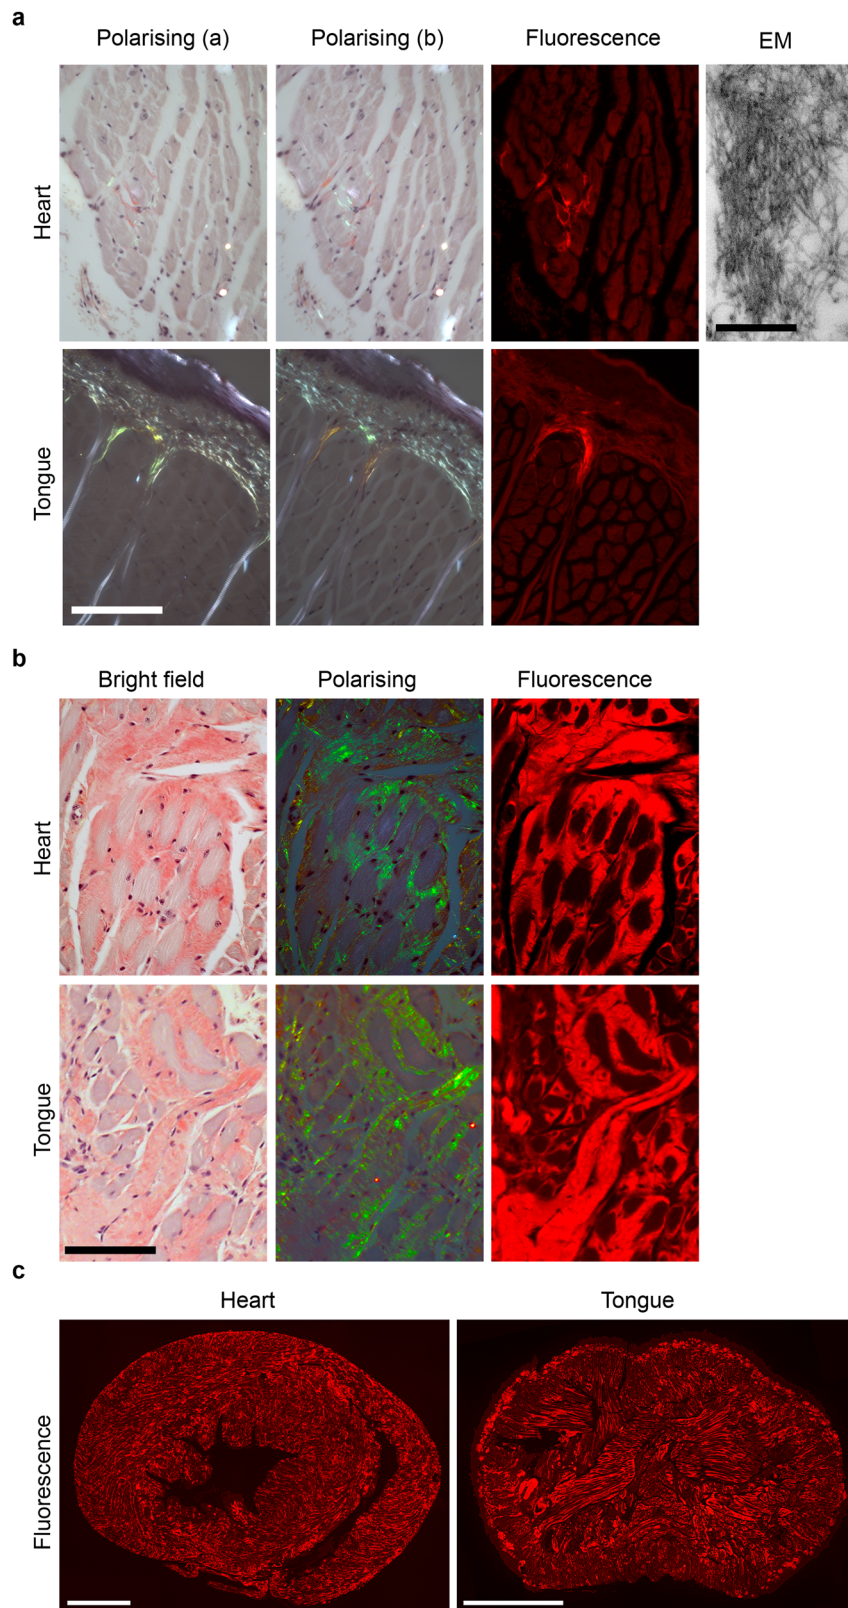 a
Polarising (a) Polarising (b) Fluorescence EM
Heart
Tongue
b
Bright field Polarising Fluorescence
Heart
Tongue
c
Heart Tongue
Fluorescence